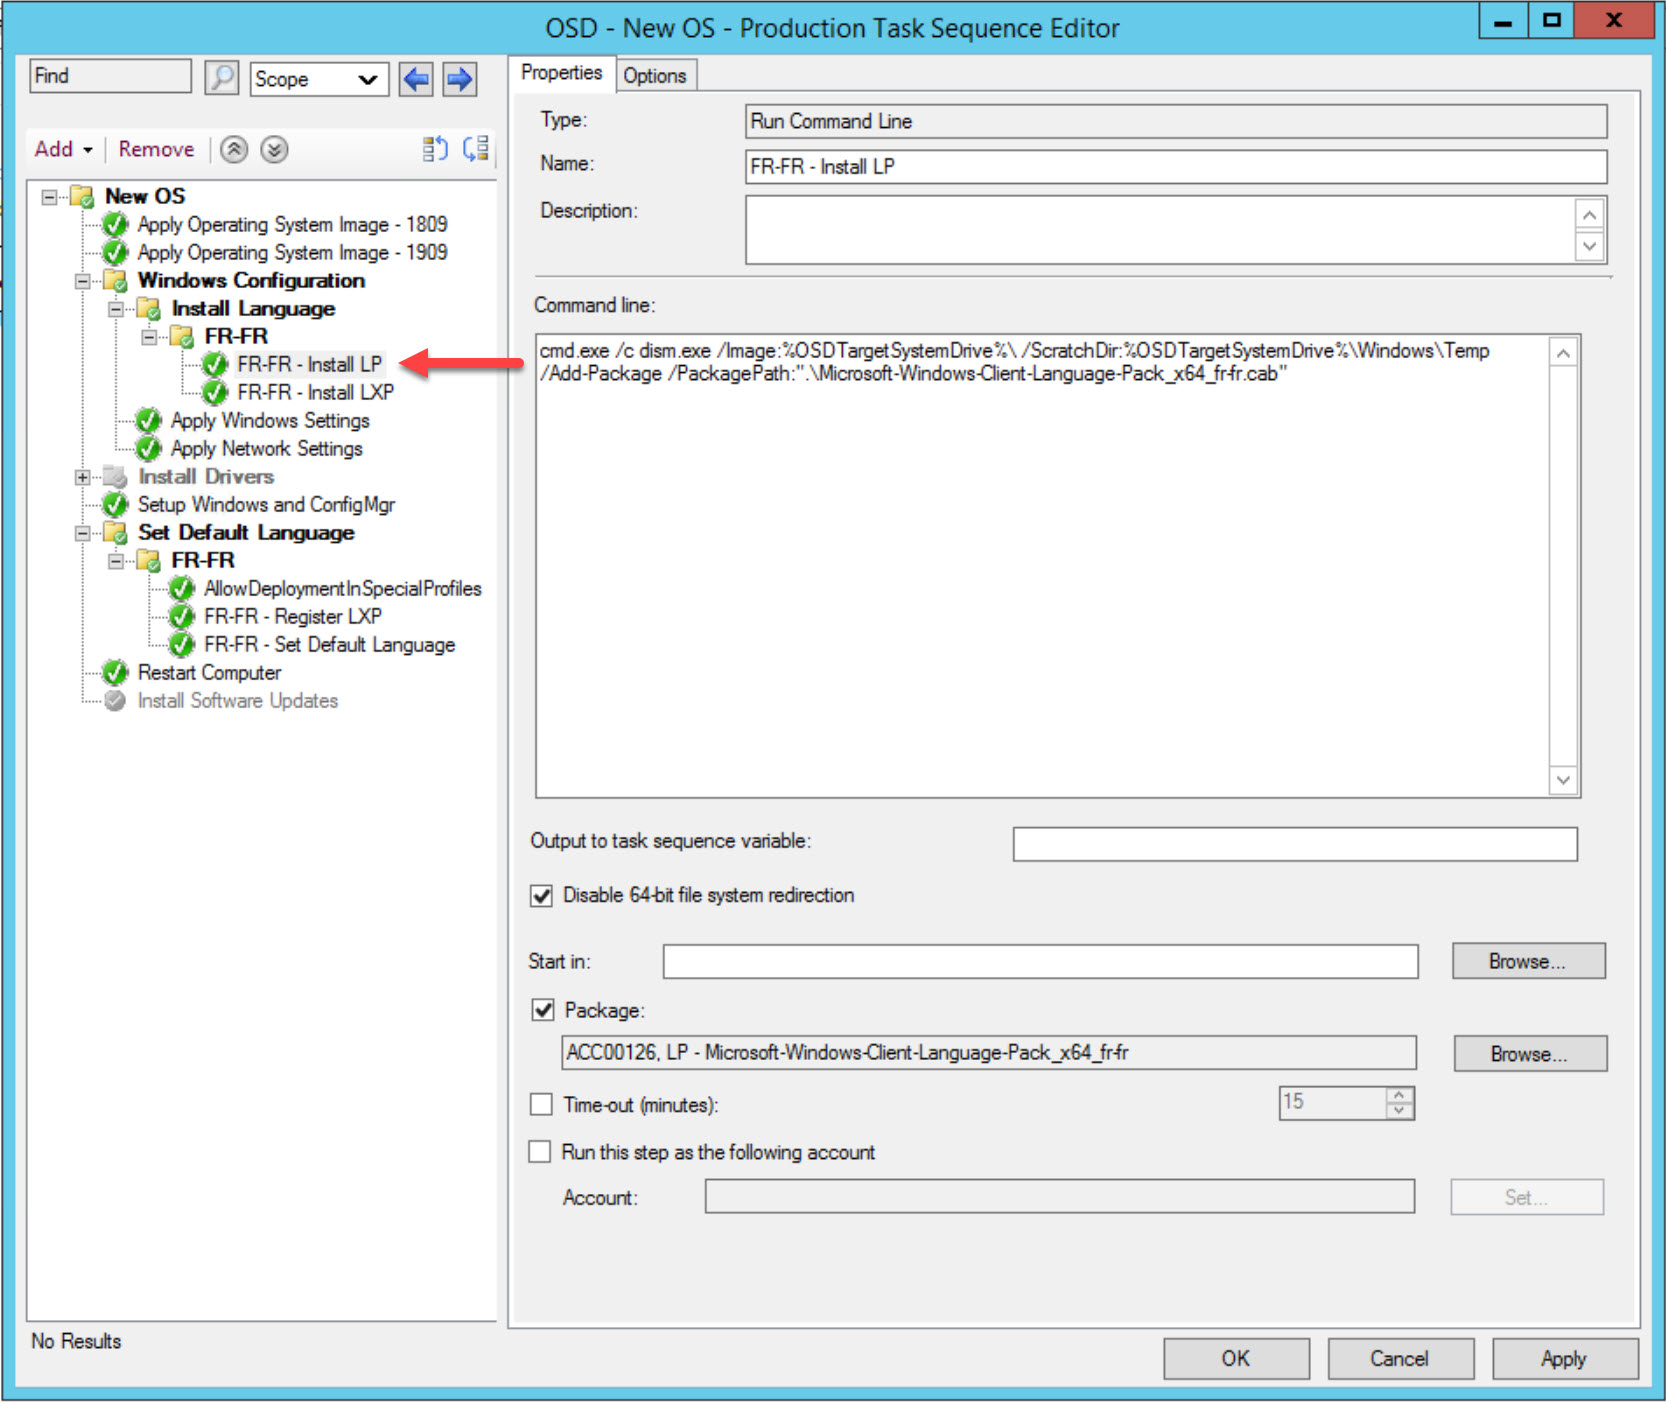 OSD - New OS - Production Task Sequence Editor
Find
Scope
Add
Remove
New OS
Apply Operating System Image - 1809
Apply Operating System Image - 1909
Windows Configuration
Install Language
FR-FR
FR-FR - Install LP
FR-FR - Install LXP
Apply Windows Settings
Apply Network Settings
Install Drivers
Setup Windows and ConfigMgr
Set Default Language
FR-FR
AllowDeploymentInSpecialProfiles
FR-FR - Register LXP
FR-FR - Set Default Language
Restart Computer
Install Software Updates
No Results
Properties
Options
Type:
Run Command Line
Name:
FR-FR - Install LP
Description:
Command line:
cmd.exe /c dism.exe /Image:%OSDTargetSystemDrive%\ /ScratchDir:%OSDTargetSystemDrive%\Windows\Temp
/Add-Package /PackagePath:".\Microsoft-Windows-Client-Language-Pack_x64_fr-fr.cab"
Output to task sequence variable:
Disable 64-bit file system redirection
Start in:
Browse...
Package:
ACC00126, LP - Microsoft-Windows-Client-Language-Pack_x64_fr-fr
Browse...
Time-out (minutes):
15
Run this step as the following account
Account:
Set...
OK
Cancel
Apply